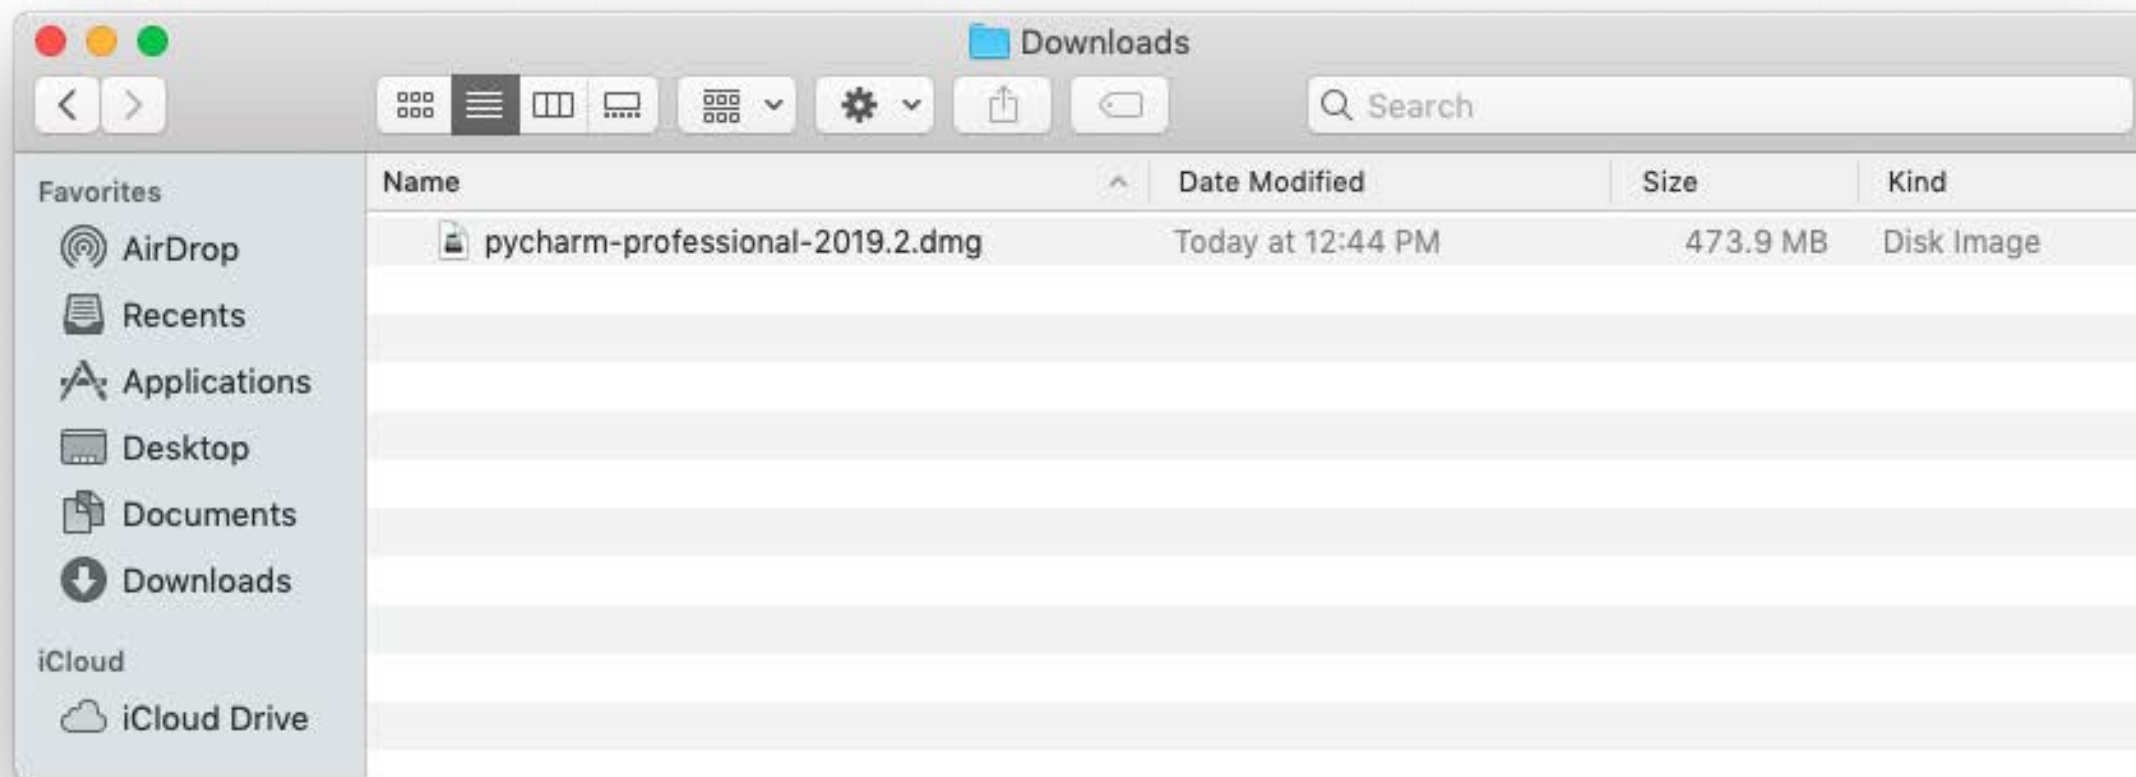 Downloads
Search
Favorites
AirDrop
Recents
Applications
Desktop
Documents
Downloads
iCloud
iCloud Drive
Name Date Modified Size Kind
pycharm-professional-2019.2.dmg Today at 12:44 PM 473.9 MB Disk Image